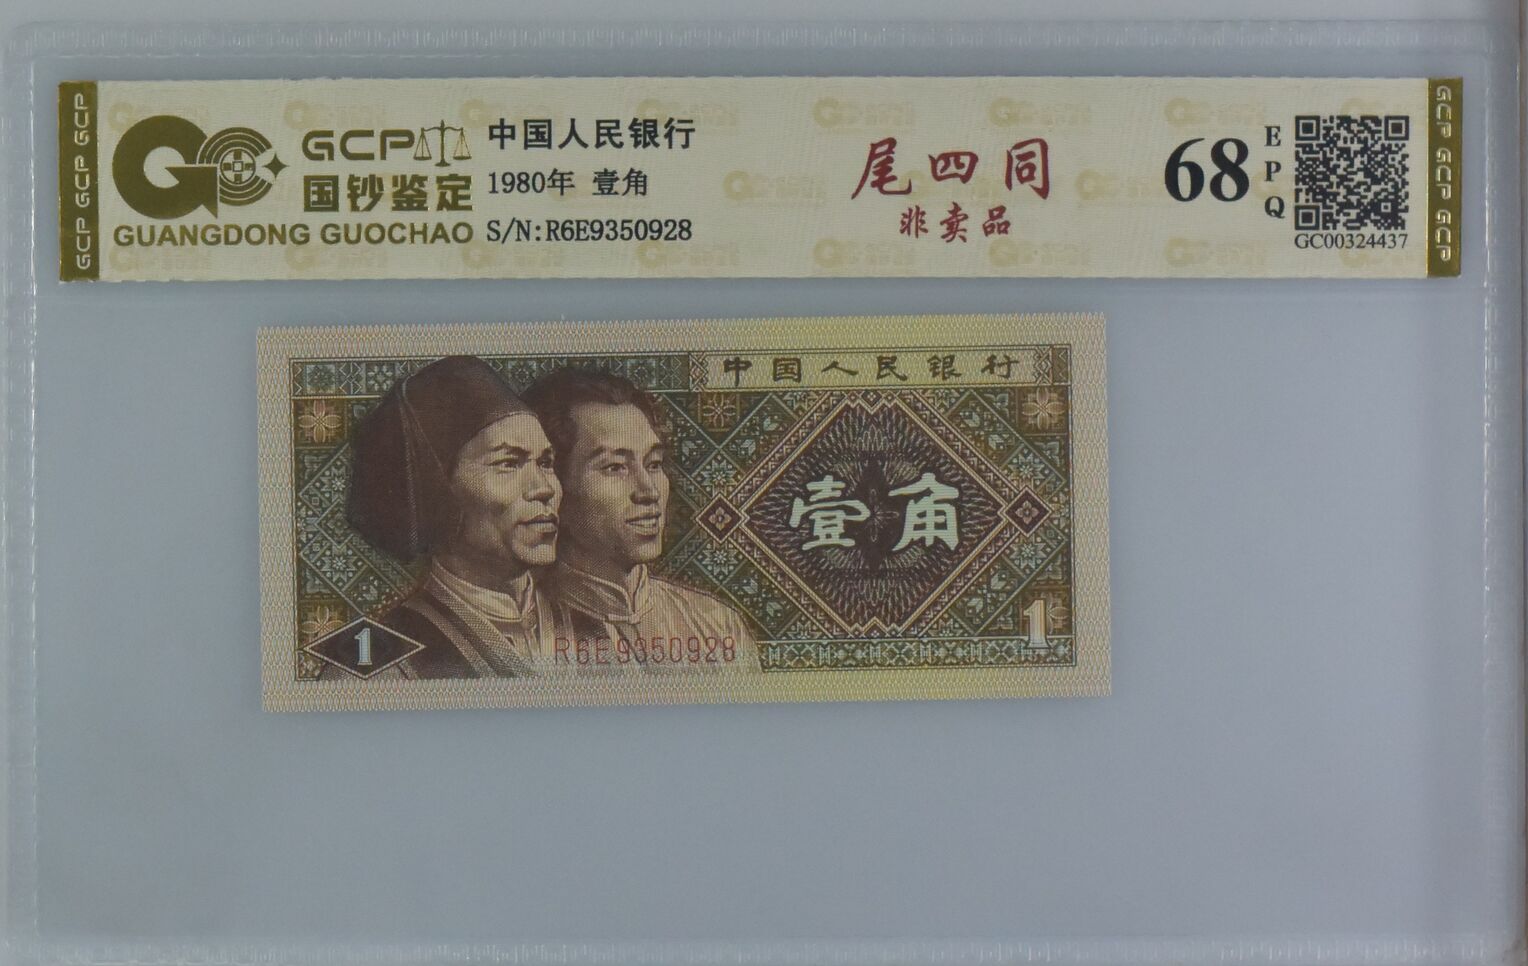 GCP GCP GCP
GCP
国钞鉴定
GUANGDONG GUOCHAO
中国人民银行
1980年 壹角
S/N:R6E9350928
尾四同
非卖品
68
EPQ
GC00324437
GCP GCP GCP
中国人民银行
壹角
1
R6E9350928
1